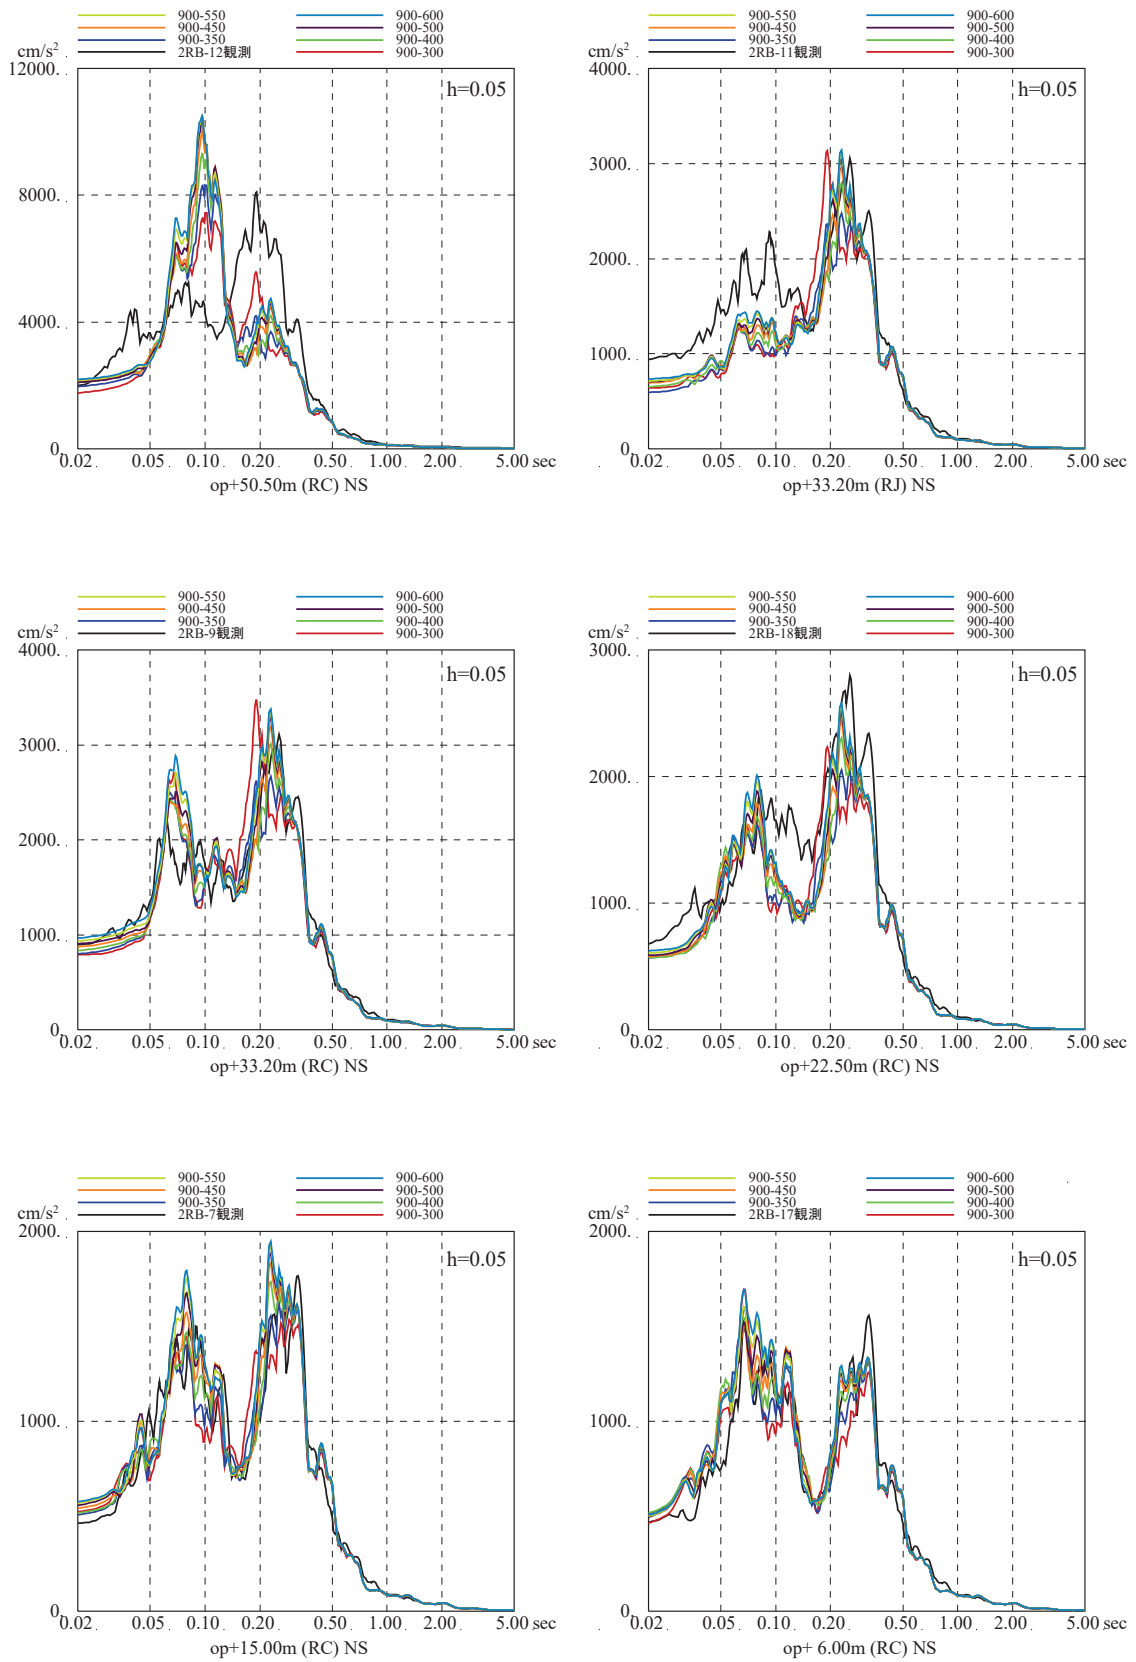 900-550 900-600
900-450 900-500
900-350 900-400
2RB-12観測 900-300
cm/s²
12000.
h=0.05
8000.
4000.
0.
0.02 0.05 0.10 0.20 0.50 1.00 2.00 5.00 sec
op+50.50m (RC) NS
900-550 900-600
900-450 900-500
900-350 900-400
2RB-11観測 900-300
cm/s²
4000.
h=0.05
3000.
2000.
1000.
0.
0.02 0.05 0.10 0.20 0.50 1.00 2.00 5.00 sec
op+33.20m (RJ) NS
900-550 900-600
900-450 900-500
900-350 900-400
2RB-9観測 900-300
cm/s²
4000.
h=0.05
3000.
2000.
1000.
0.
0.02 0.05 0.10 0.20 0.50 1.00 2.00 5.00 sec
op+33.20m (RC) NS
900-550 900-600
900-450 900-500
900-350 900-400
2RB-18観測 900-300
cm/s²
3000.
h=0.05
2000.
1000.
0.
0.02 0.05 0.10 0.20 0.50 1.00 2.00 5.00 sec
op+22.50m (RC) NS
900-550 900-600
900-450 900-500
900-350 900-400
2RB-7観測 900-300
cm/s²
2000.
h=0.05
1000.
0.
0.02 0.05 0.10 0.20 0.50 1.00 2.00 5.00 sec
op+15.00m (RC) NS
900-550 900-600
900-450 900-500
900-350 900-400
2RB-17観測 900-300
cm/s²
2000.
h=0.05
1000.
0.
0.02 0.05 0.10 0.20 0.50 1.00 2.00 5.00 sec
op+ 6.00m (RC) NS